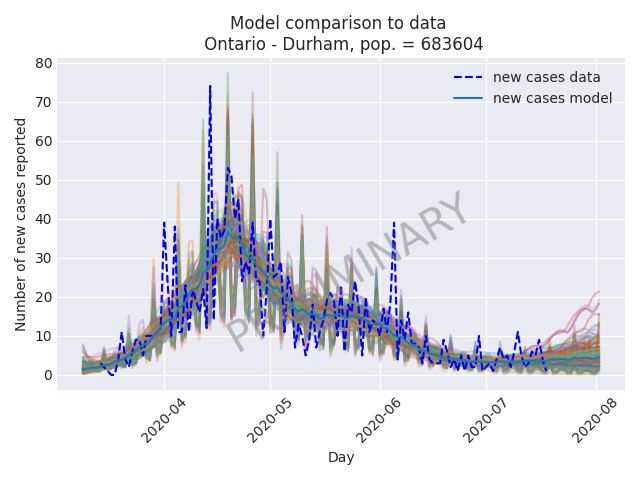 Model comparison to data
Ontario - Durham, pop. = 683604
new cases data
new cases model
Number of new cases reported
80
70
60
50
40
30
20
10
0
PRELIMINARY
2020-04
2020-05
2020-06
2020-07
2020-08
Day